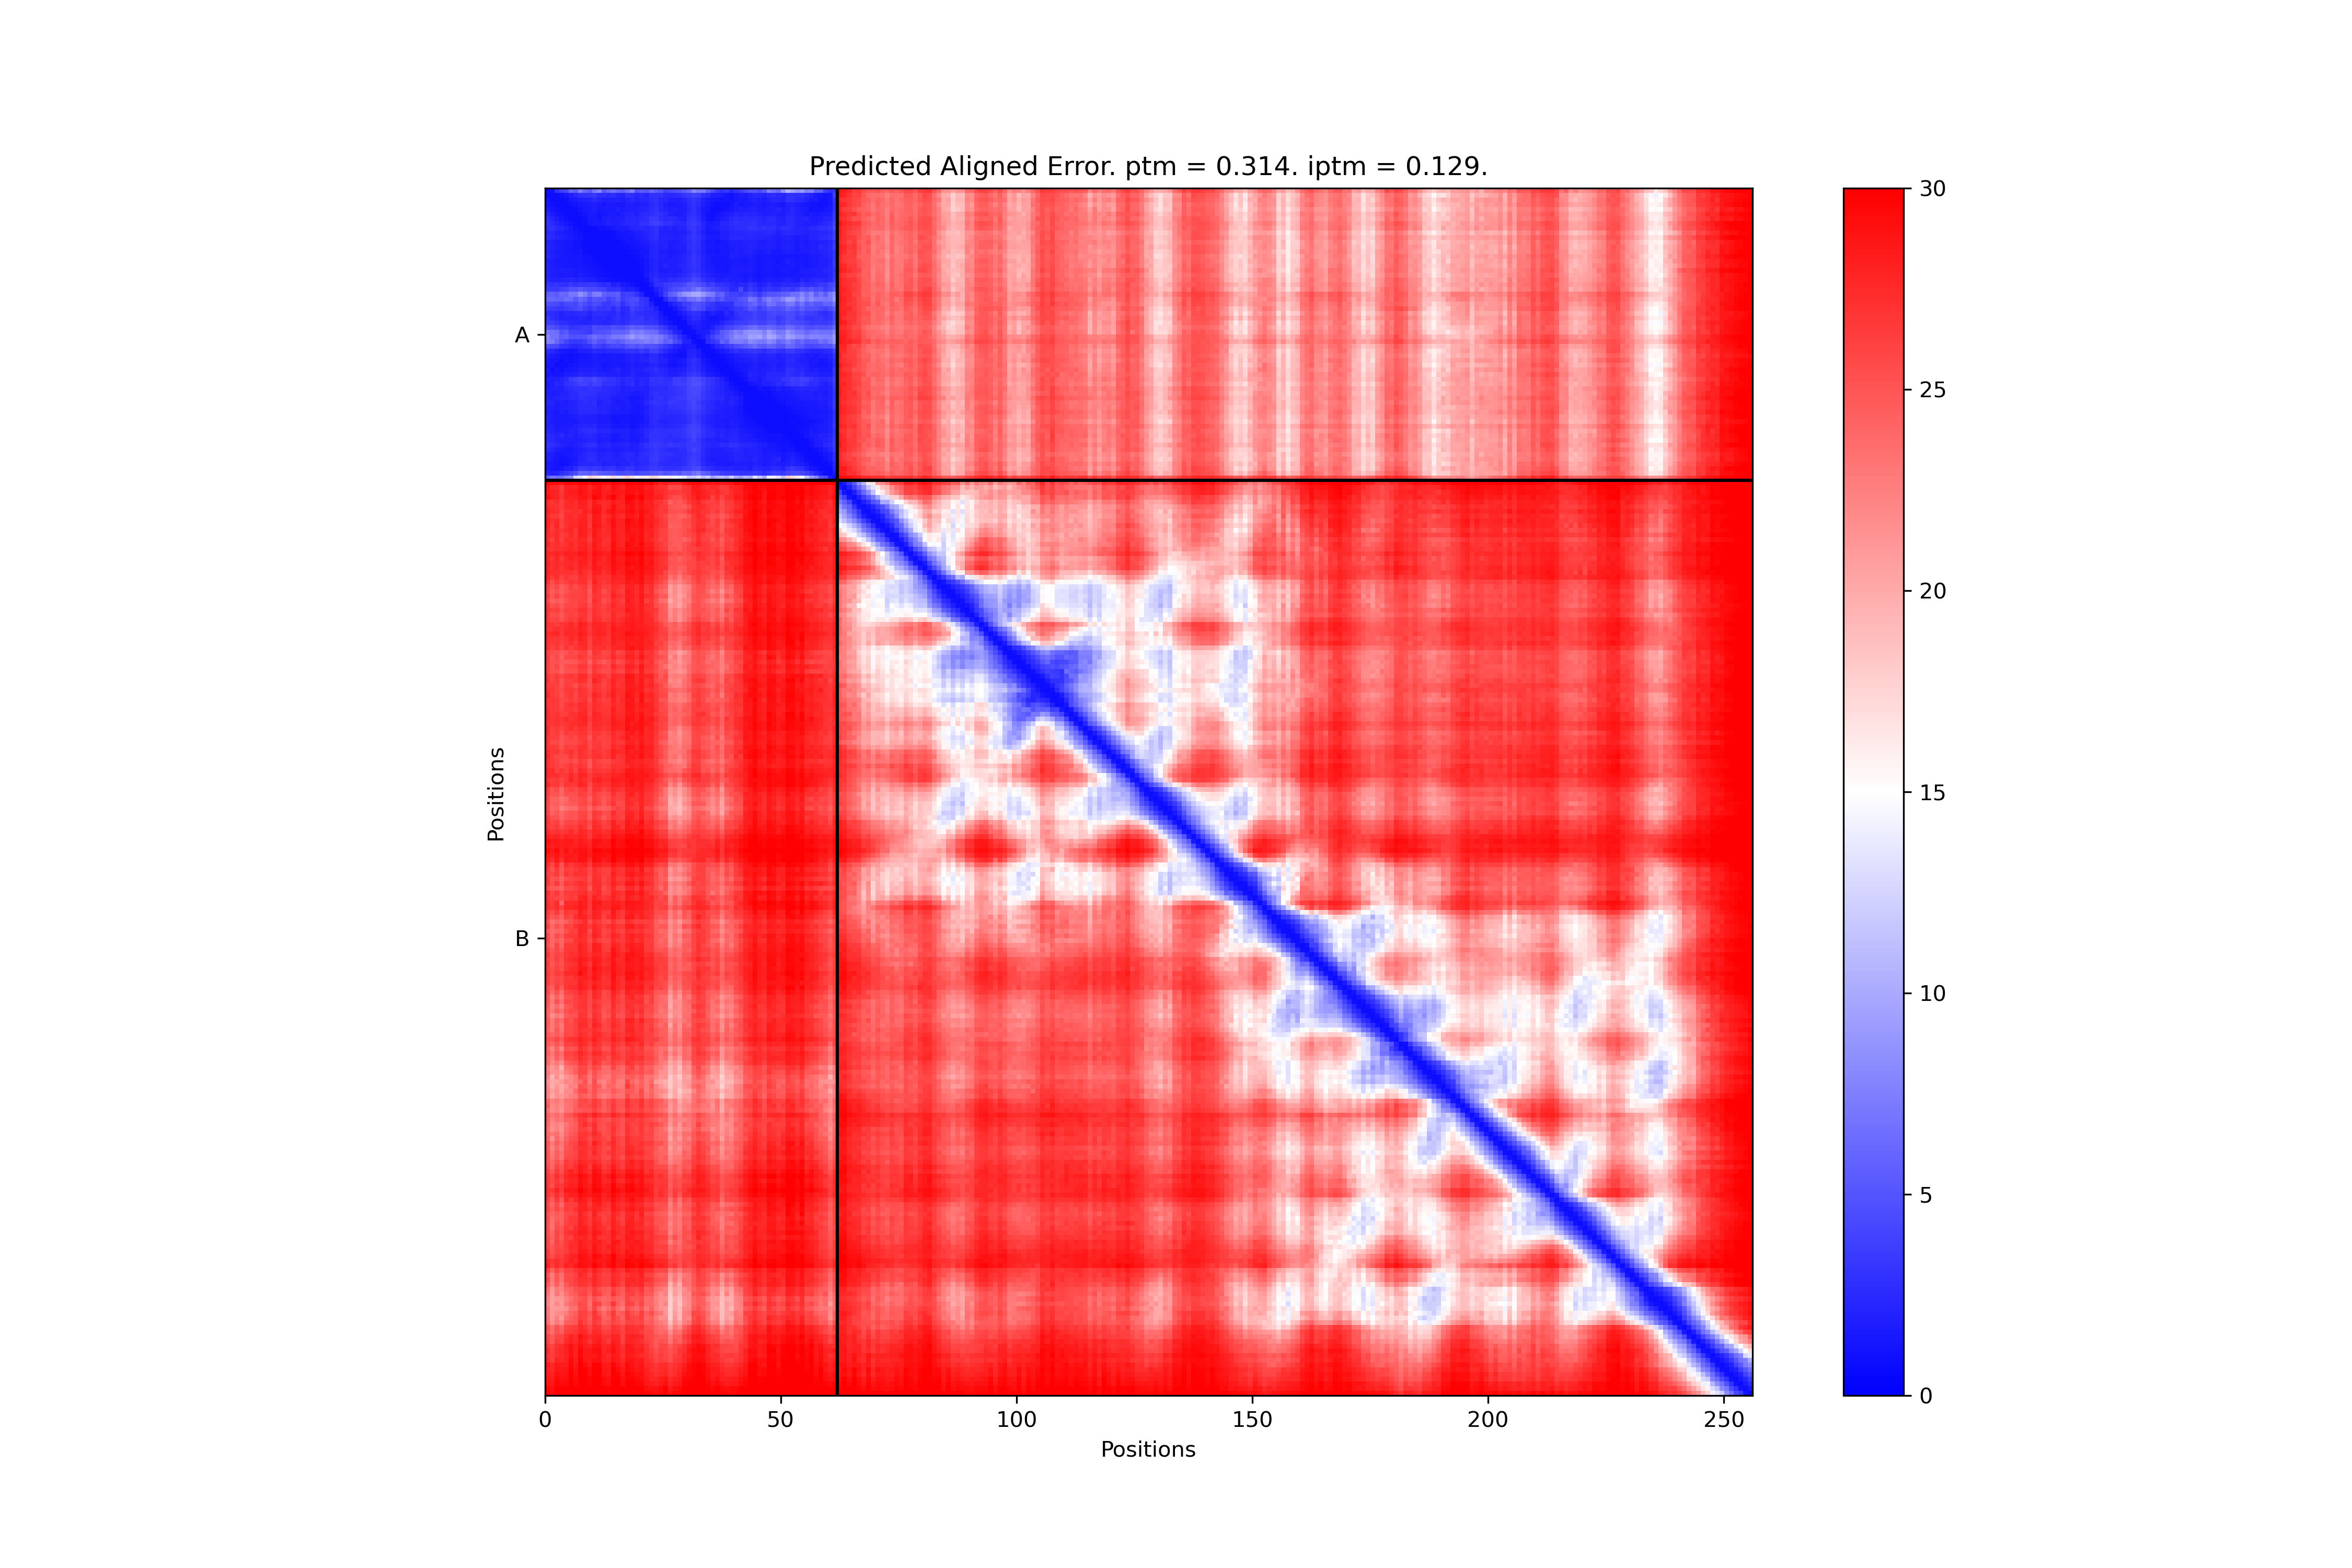 Predicted Aligned Error. ptm = 0.314. iptm = 0.129.
A
B
Positions
0 50 100 150 200 250
Positions
30
25
20
15
10
5
0